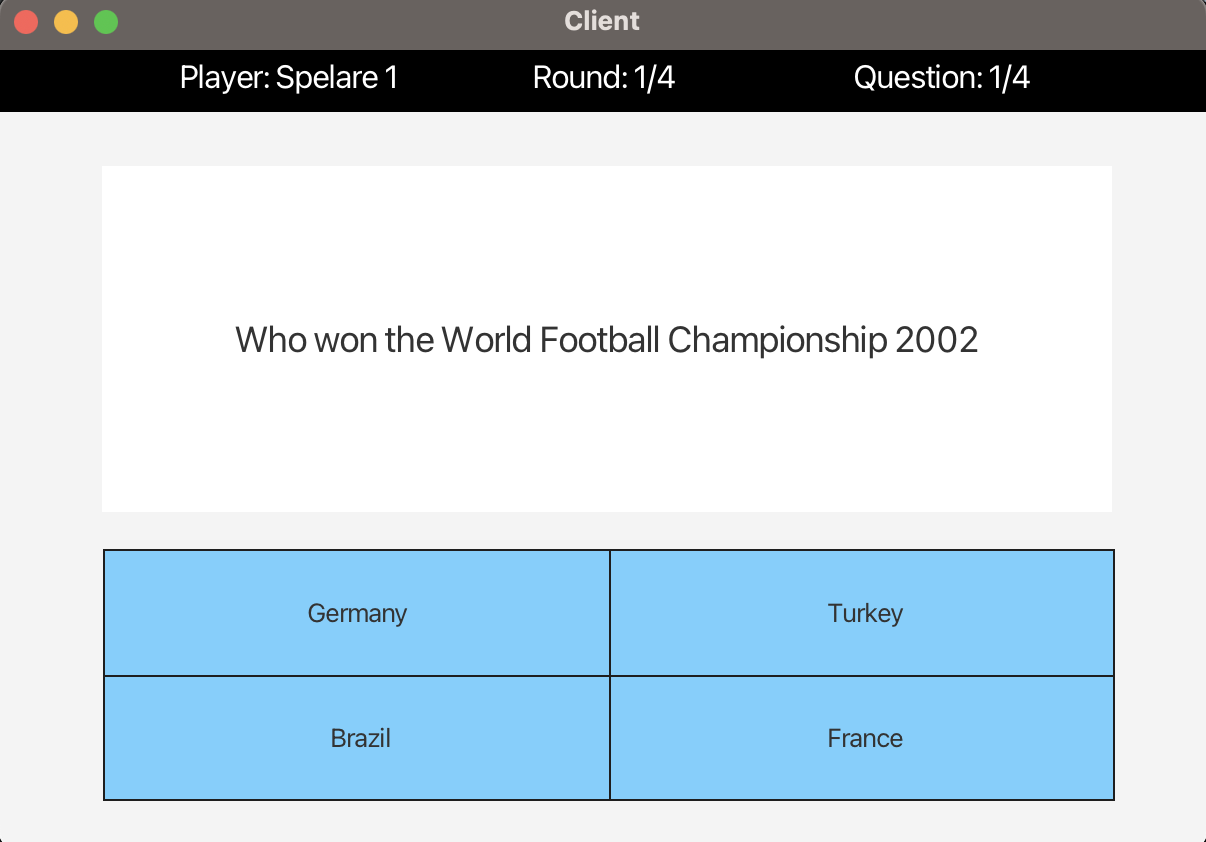 Client
Player: Spelare 1 Round: 1/4 Question: 1/4
Who won the World Football Championship 2002
Germany Turkey
Brazil France